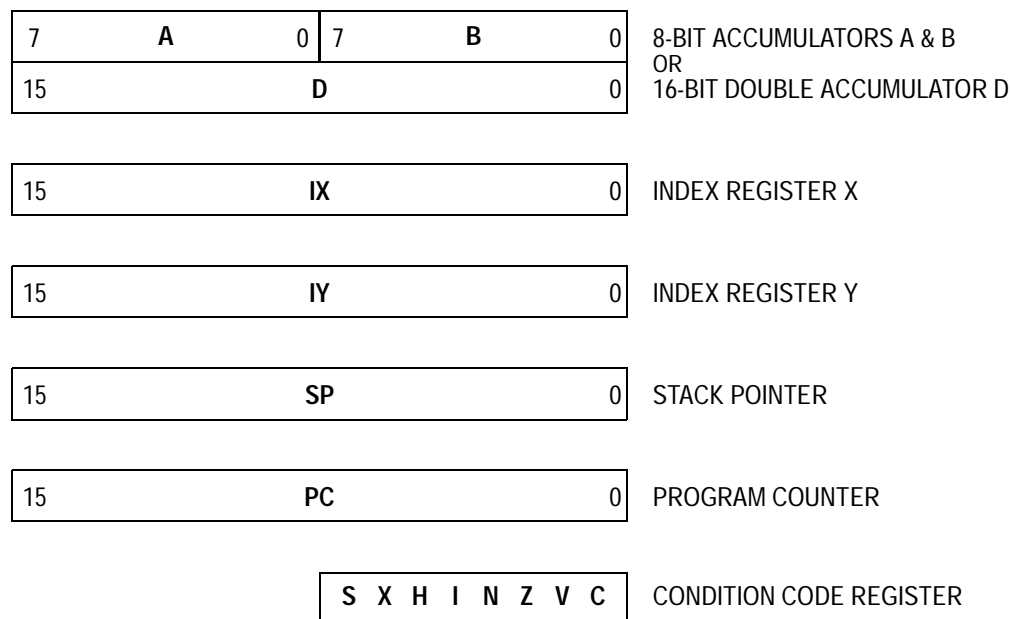 7 A 0 7 B 0 8-BIT ACCUMULATORS A & B
OR
15 D 0 16-BIT DOUBLE ACCUMULATOR D
15 IX 0 INDEX REGISTER X
15 IY 0 INDEX REGISTER Y
15 SP 0 STACK POINTER
15 PC 0 PROGRAM COUNTER
S X H I N Z V C CONDITION CODE REGISTER